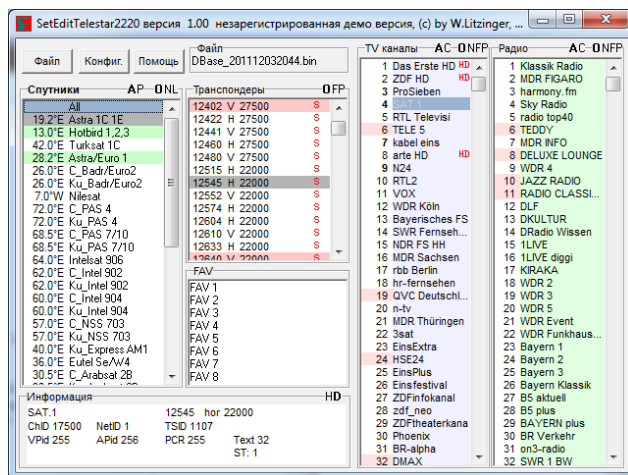 SetEditTelestar2220 версия 1.00 незарегистрированная демо версия, (c) by W.Litzinger, ...
Файл
Конфиг.
Помощь
Файл
DBase_201112032044.bin
Спутники AP ONL
All
19.2°E Astra 1C 1E
13.0°E Hotbird 1,2,3
42.0°E Turksat 1C
28.2°E Astra/Euro 1
26.0°E C_Badr/Euro2
26.0°E Ku_Badr/Euro2
7.0°W Nilesat
72.0°E C_PAS 4
72.0°E Ku_PAS 4
68.5°E C_PAS 7/10
68.5°E Ku_PAS 7/10
64.0°E Intelsat 906
62.0°E C_Intel 902
62.0°E Ku_Intel 902
60.0°E C_Intel 904
60.0°E Ku_Intel 904
57.0°E C_NSS 703
57.0°E Ku_NSS 703
40.0°E Ku_Express AM1
36.0°E Eutel Se/W4
30.5°E C_Arabsat 2B
Транспондеры OFP
12402 V 27500 S
12422 H 27500 S
12441 V 27500 S
12460 H 27500 S
12480 V 27500 S
12515 H 22000 S
12545 H 22000 S
12552 V 22000 S
12574 H 22000 S
12604 H 22000 S
12610 V 22000 S
12633 H 22000 S
12640 V 22000 S
FAV
FAV 1
FAV 2
FAV 3
FAV 4
FAV 5
FAV 6
FAV 7
FAV 8
TV каналы AC ONFP
1 Das Erste HD HD
2 ZDF HD HD
3 ProSieben
4 SAT.1
5 RTL Televisi
6 TELE 5
7 kabel eins
8 arte HD HD
9 N24
10 RTL2
11 VOX
12 WDR Köln
13 Bayerisches FS
14 SWR Fernseh...
15 NDR FS HH
16 MDR Sachsen
17 rbb Berlin
18 hr-fernsehen
19 QVC Deutschl...
20 n-tv
21 MDR Thüringen
22 3sat
23 EinsExtra
24 HSE24
25 EinsPlus
26 Einsfestival
27 ZDFinfokanal
28 zdf_neo
29 ZDFtheaterkana
30 Phoenix
31 BR-alpha
32 DMAX
Радио AC ONFP
1 Klassik Radio
2 MDR FIGARO
3 harmony.fm
4 Sky Radio
5 radio top40
6 TEDDY
7 MDR INFO
8 DELUXE LOUNGE
9 WDR 4
10 JAZZ RADIO
11 RADIO CLASSI...
12 DLF
13 DKULTUR
14 DRadio Wissen
15 1LIVE
16 1LIVE diggi
17 KIRAKA
18 WDR 2
19 WDR 3
20 WDR 5
21 WDR Event
22 WDR Funkhaus...
23 Bayern 1
24 Bayern 2
25 Bayern 3
26 Bayern Klassik
27 B5 aktuell
28 B5 plus
29 BAYERN plus
30 BR Verkehr
31 on3-radio
32 SWR 1 BW
Информация HD
SAT.1 12545 hor 22000
ChID 17500 NetID 1 TSID 1107
VPid 255 APid 256 PCR 255 Text 32
ST: 1